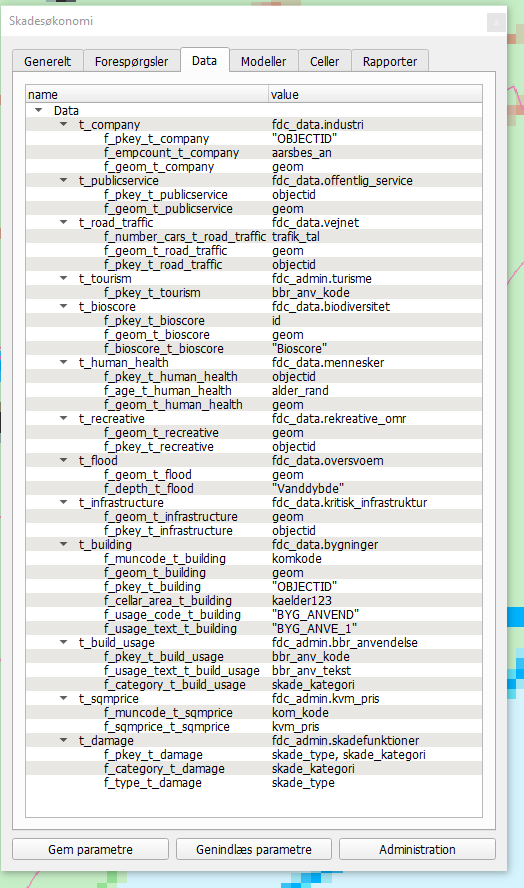 Skadesøkonomi
Generelt Forespørgsler Data Modeller Celler Rapporter
name value
Data
t_company fdc_data.industri
f_pkey_t_company "OBJECTID"
f_empcount_t_company aarsbes_an
f_geom_t_company geom
t_publicservice fdc_data.offentlig_service
f_pkey_t_publicservice objectid
f_geom_t_publicservice geom
t_road_traffic fdc_data.vejnet
f_number_cars_t_road_traffic trafik_tal
f_geom_t_road_traffic geom
f_pkey_t_road_traffic objectid
t_tourism fdc_admin.turisme
f_pkey_t_tourism bbr_anv_kode
t_bioscore fdc_data.biodiversitet
f_pkey_t_bioscore id
f_geom_t_bioscore geom
f_bioscore_t_bioscore "Bioscore"
t_human_health fdc_data.mennesker
f_pkey_t_human_health objectid
f_age_t_human_health alder_rand
f_geom_t_human_health geom
t_recreative fdc_data.rekreative_omr
f_geom_t_recreative geom
f_pkey_t_recreative objectid
t_flood fdc_data.oversvoem
f_geom_t_flood geom
f_depth_t_flood "Vanddybde"
t_infrastructure fdc_data.kritisk_infrastruktur
f_geom_t_infrastructure geom
f_pkey_t_infrastructure objectid
t_building fdc_data.bygninger
f_muncode_t_building komkode
f_geom_t_building geom
f_pkey_t_building "OBJECTID"
f_cellar_area_t_building kaelder123
f_usage_code_t_building "BYG_ANVEND"
f_usage_text_t_building "BYG_ANVE_1"
t_build_usage fdc_admin.bbr_anvendelse
f_pkey_t_build_usage bbr_anv_kode
f_usage_text_t_build_usage bbr_anv_tekst
f_category_t_build_usage skade_kategori
t_sqmprice fdc_admin.kvm_pris
f_muncode_t_sqmprice kom_kode
f_sqmprice_t_sqmprice kvm_pris
t_damage fdc_admin.skadefunktioner
f_pkey_t_damage skade_type, skade_kategori
f_category_t_damage skade_kategori
f_type_t_damage skade_type
Gem parametre Genindlæs parametre Administration